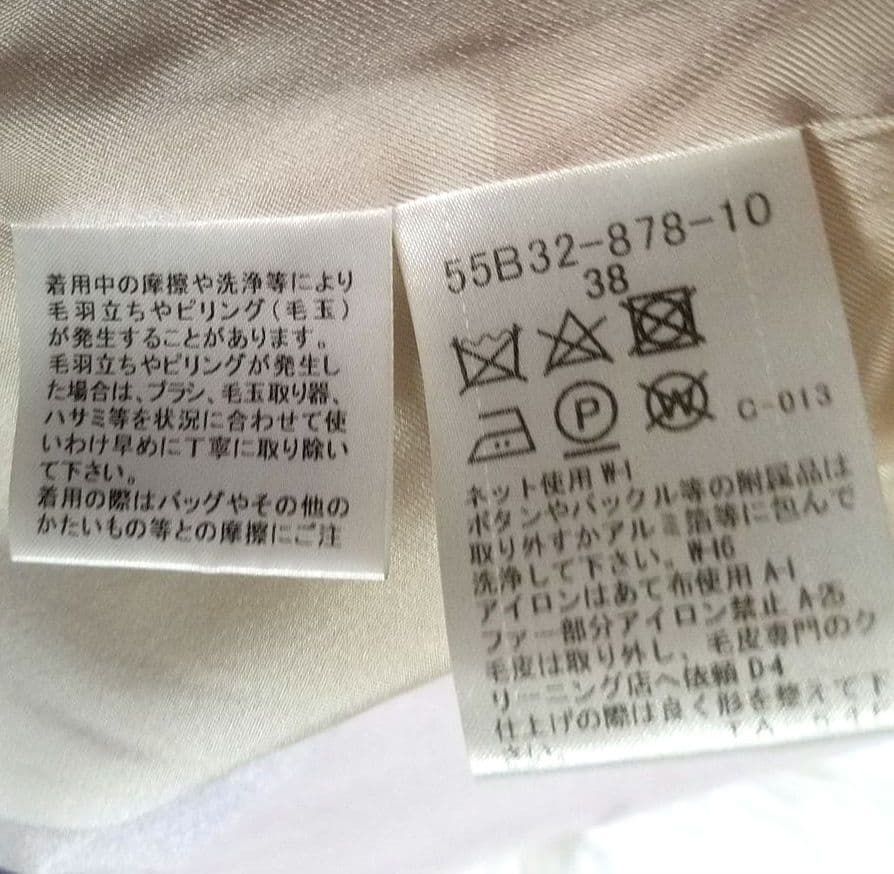 着用中の摩擦や洗浄等により
毛羽立ちやピリング(毛玉)
が発生することがあります。
毛羽立ちやピリングが発生し
た場合は、ブラシ、毛玉取り器、
ハサミ等を状況に合わせて使
いわけ早めに丁寧に取り除い
て下さい。
着用の際はバッグやその他の
かたいもの等との摩擦にご注
55B32-878-10
38
P
W
C-013
ネット使用 W-1
ボタンやバックル等の附属品は
取り外すかアルミ箔等に包んで
洗浄して下さい。W-16
アイロンはあて布使用 A-1
ファー部分アイロン禁止 A-25
毛皮は取り外し、毛皮専門のク
リーニング店へ依頼 D-4
仕上げの際は良く形を整えて下
さい